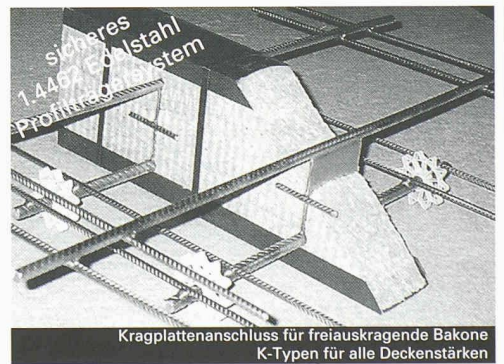 sicheres
1.4462 Edelstahl
Profilträgersystem
Kragplattenanschluss für freiauskragende Bakone
K-Typen für alle Deckenstärken